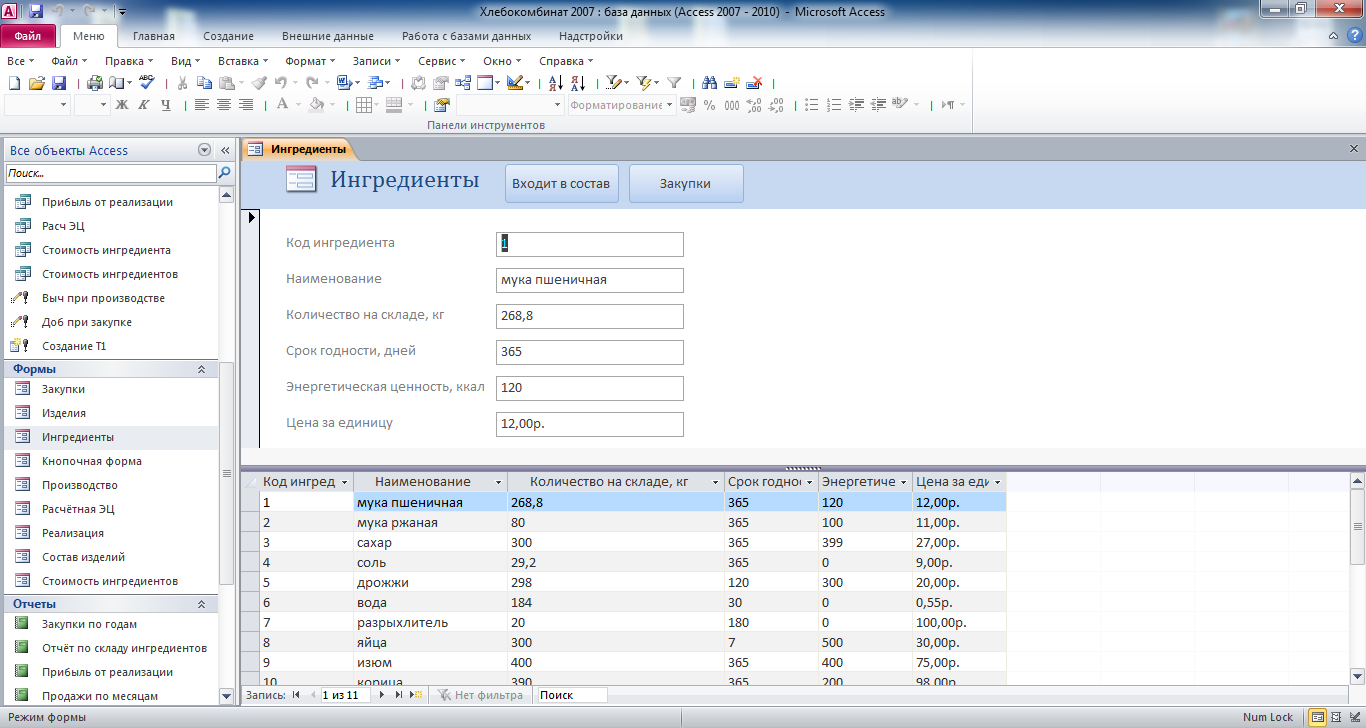 Хлебокомбинат 2007 : база данных (Access 2007 - 2010) - Microsoft Access
Файл Меню Главная Создание Внешние данные Работа с базами данных Надстройки
Все Файл Правка Вид Вставка Формат Записи Сервис Окно Справка
Ж К Ч Форматирование % 000
Панели инструментов
Все объекты Access
Поиск...
Прибыль от реализации
Расч ЭЦ
Стоимость ингредиента
Стоимость ингредиентов
Выч при производстве
Доб при закупке
Создание Т1
Формы
Закупки
Изделия
Ингредиенты
Кнопочная форма
Производство
Расчётная ЭЦ
Реализация
Состав изделий
Стоимость ингредиентов
Отчеты
Закупки по годам
Отчёт по складу ингредиентов
Прибыль от реализации
Продажи по месяцам
Ингредиенты
Ингредиенты Входит в состав Закупки
Код ингредиента 1
Наименование мука пшеничная
Количество на складе, кг 268,8
Срок годности, дней 365
Энергетическая ценность, ккал 120
Цена за единицу 12,00р.
Код ингред Наименование Количество на складе, кг Срок годно Энергетиче Цена за еди
1 мука пшеничная 268,8 365 120 12,00р.
2 мука ржаная 80 365 100 11,00р.
3 сахар 300 365 399 27,00р.
4 соль 29,2 365 0 9,00р.
5 дрожжи 298 120 300 20,00р.
6 вода 184 30 0 0,55р.
7 разрыхлитель 20 180 0 100,00р.
8 яйца 300 7 500 30,00р.
9 изюм 400 365 400 75,00р.
10 корица 390 365 200 98,00р.
Запись: 1 из 11 Нет фильтра Поиск
Режим формы Num Lock